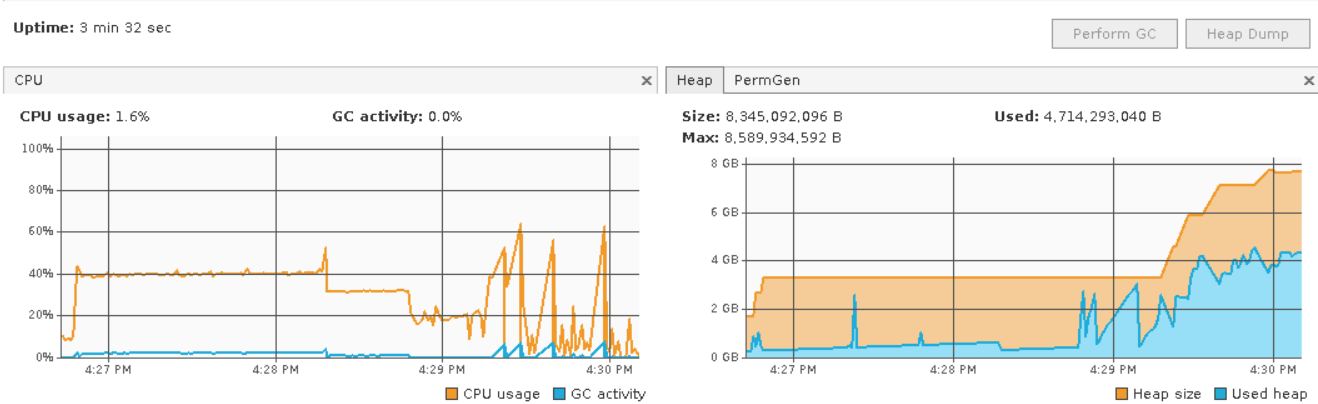 Uptime: 3 min 32 sec
Perform GC
Heap Dump
CPU
Heap
PermGen
CPU usage: 1.6%
GC activity: 0.0%
100%
80%
60%
40%
20%
0%
4:27 PM
4:28 PM
4:29 PM
4:30 PM
CPU usage
GC activity
Size: 8,345,092,096 B
Used: 4,714,293,040 B
Max: 8,589,934,592 B
8 GB
6 GB
4 GB
2 GB
0 GB
4:27 PM
4:28 PM
4:29 PM
4:30 PM
Heap size
Used heap